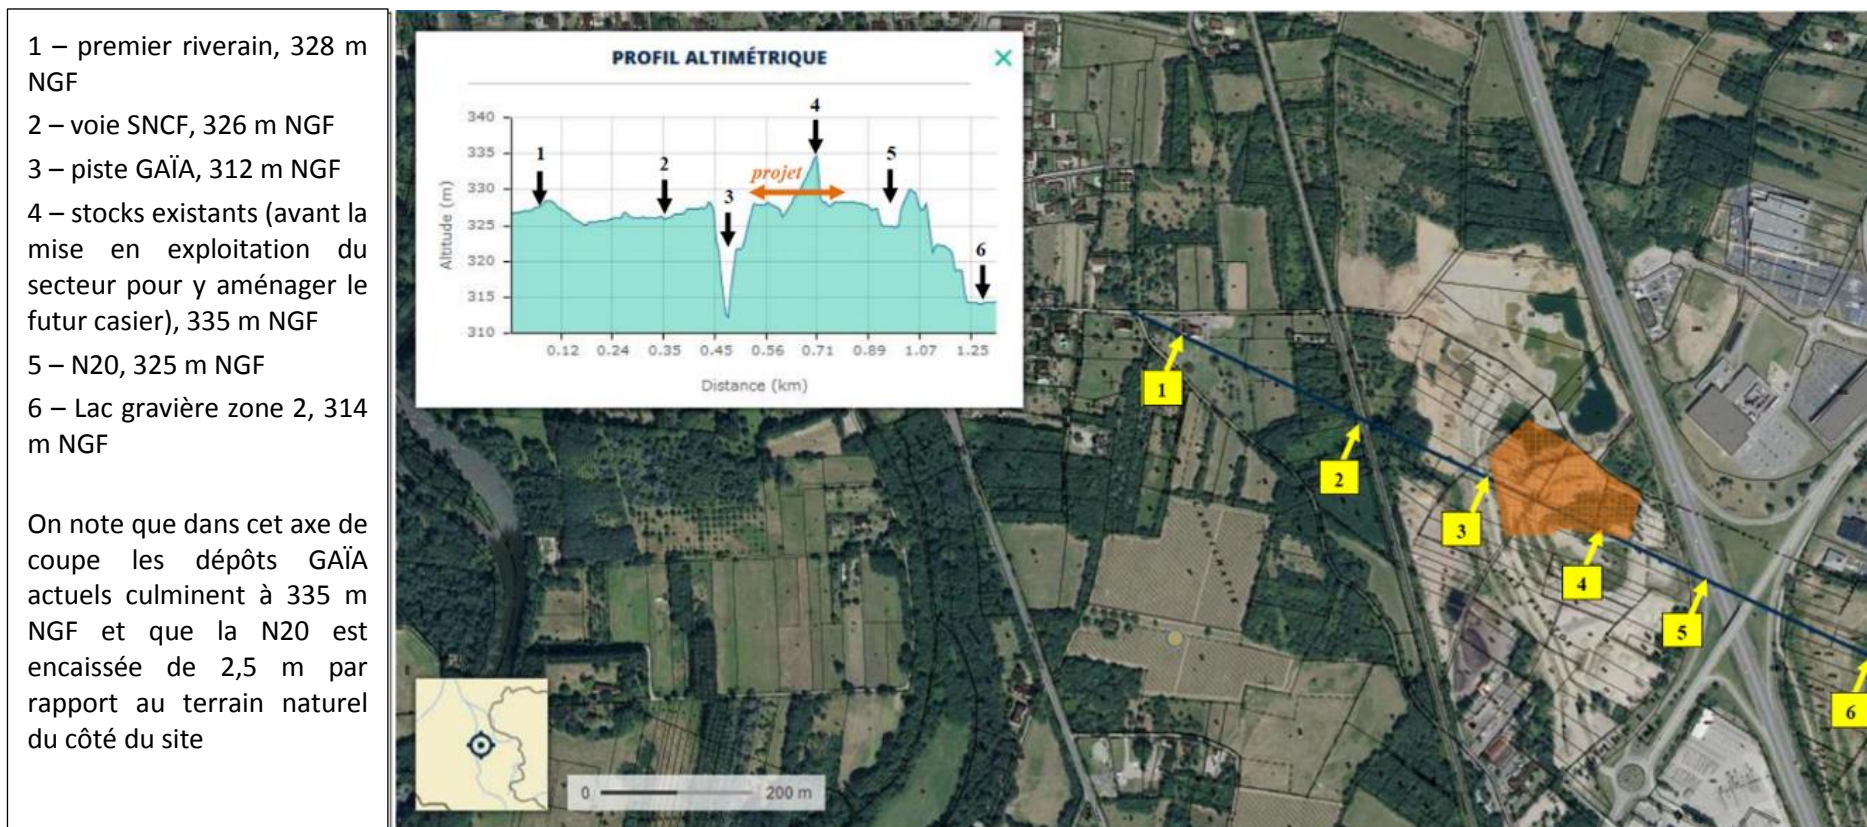 1 – premier riverain, 328 m
NGF
2 – voie SNCF, 326 m NGF
3 – piste GAÏA, 312 m NGF
4 – stocks existants (avant la
mise en exploitation du
secteur pour y aménager le
futur casier), 335 m NGF
5 – N20, 325 m NGF
6 – Lac gravière zone 2, 314
m NGF
On note que dans cet axe de
coupe les dépôts GAÏA
actuels culminent à 335 m
NGF et que la N20 est
encaissée de 2,5 m par
rapport au terrain naturel
du côté du site
PROFIL ALTIMÉTRIQUE
Altitude (m)
340
335
330
325
320
315
310
1
2
3
projet
4
5
6
0.12 0.24 0.35 0.45 0.56 0.71 0.89 1.07 1.25
Distance (km)
1
2
3
4
5
6
0 200 m